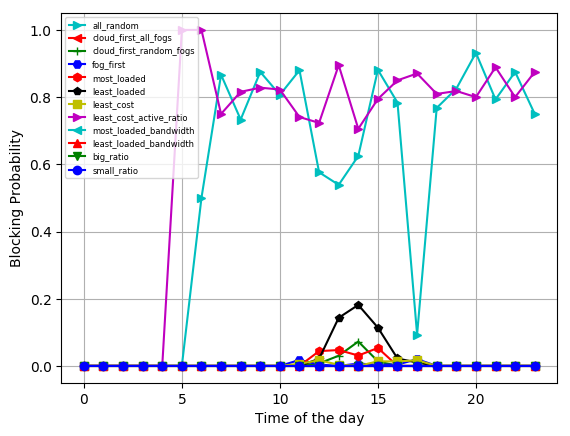 1.0
0.8
0.6
0.4
0.2
0.0
Blocking Probability
all_random
cloud_first_all_fogs
cloud_first_random_fogs
fog_first
most_loaded
least_loaded
least_cost
least_cost_active_ratio
most_loaded_bandwidth
least_loaded_bandwidth
big_ratio
small_ratio
0 5 10 15 20
Time of the day